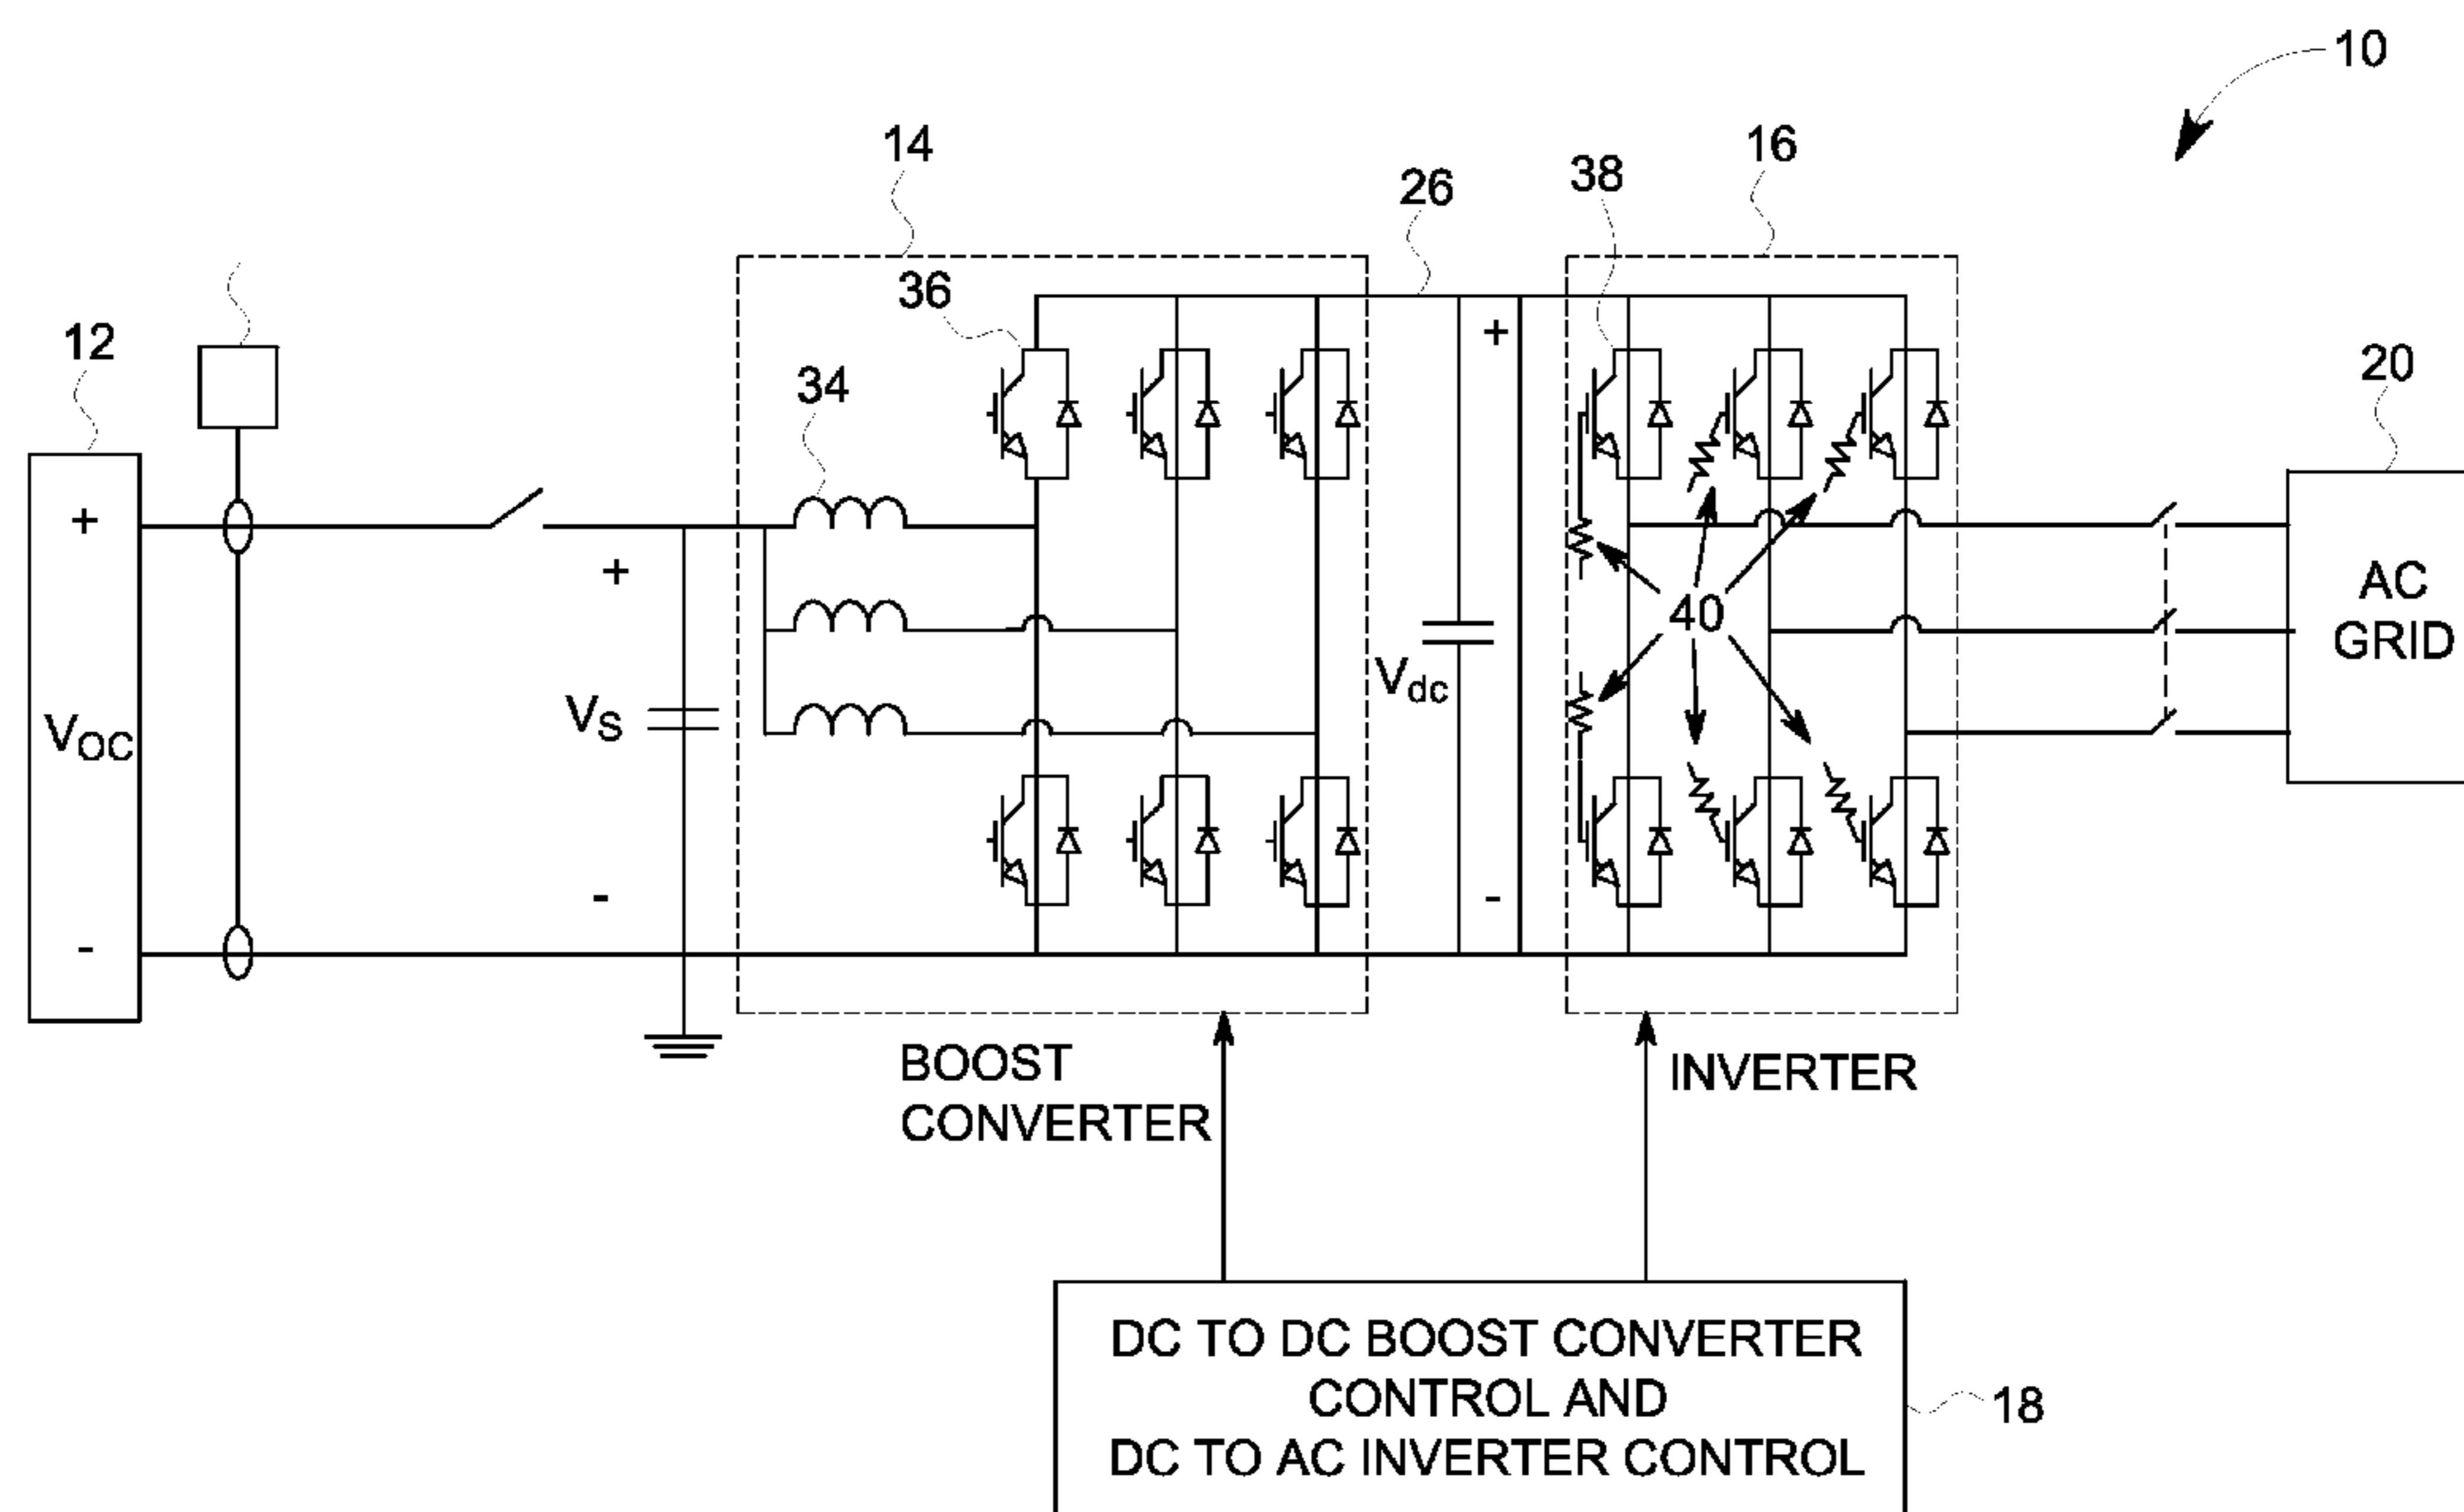 10
14
16
38
26
36
12
34
20
+
+
+
VOC
VS
Vdc
40
AC
GRID
-
-
-
BOOST
CONVERTER
INVERTER
DC TO DC BOOST CONVERTER
CONTROL AND
DC TO AC INVERTER CONTROL
18